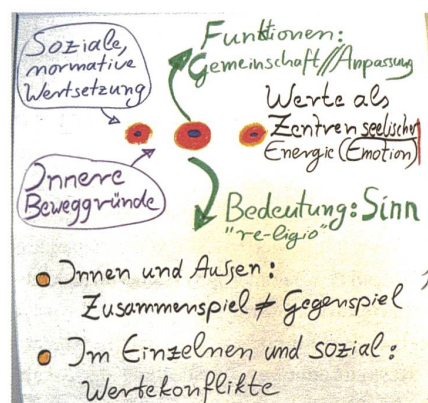 Soziale,
normative
Wertsetzung
Funktionen:
Gemeinschaft//Anpassung
Werte als
Zentren seelischer
Energie (Emotion)
Innere
Beweggründe
Bedeutung: Sinn
"re-ligio"
Innen und Außen:
Zusammenspiel ≠ Gegenspiel
Im Einzelnen und sozial:
Wertekonflikte